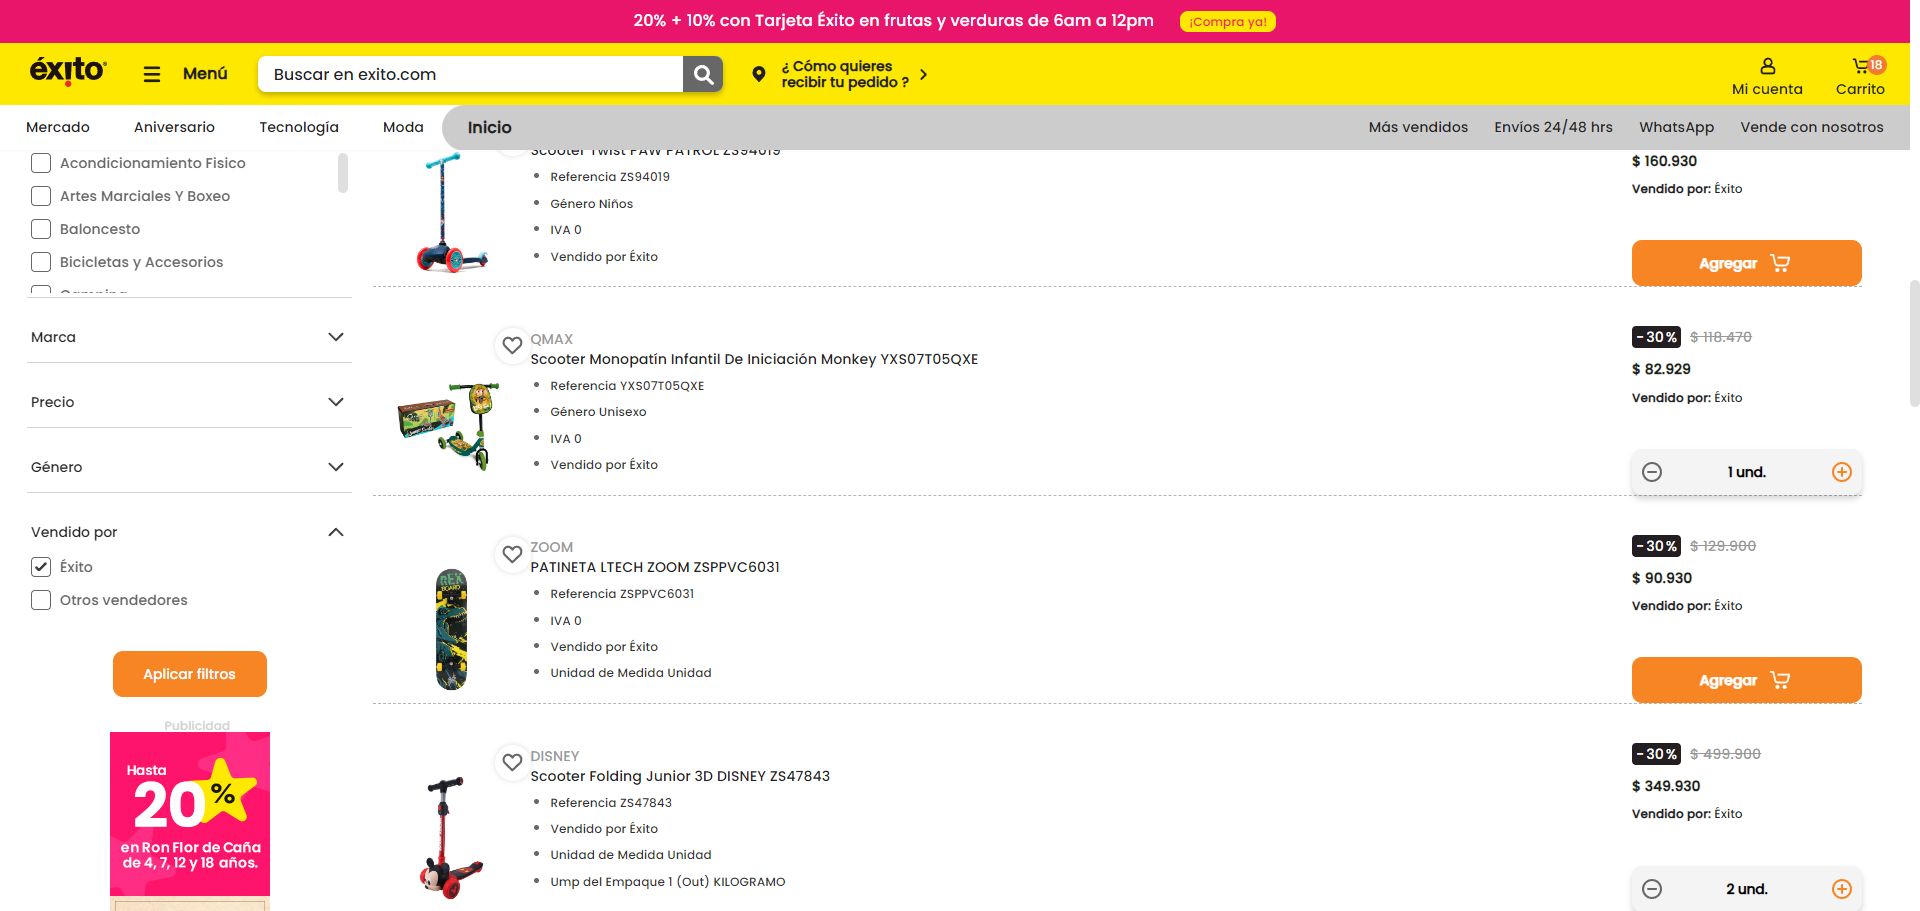 20% + 10% con Tarjeta Éxito en frutas y verduras de 6am a 12pm
¡Compra ya!
éxito
Menú
Buscar en exito.com
¿ Cómo quieres
recibir tu pedido ?
Mi cuenta
18
Carrito
Mercado
Aniversario
Tecnología
Moda
Inicio
Más vendidos
Envíos 24/48 hrs
WhatsApp
Vende con nosotros
Acondicionamiento Fisico
Artes Marciales Y Boxeo
Baloncesto
Bicicletas y Accesorios
Camping
Marca
Precio
Género
Vendido por
Éxito
Otros vendedores
Aplicar filtros
Publicidad
Hasta
20%
en Ron Flor de Caña
de 4, 7, 12 y 18 años.
Scooter Twist PAW PATROL ZS94019
Referencia ZS94019
Género Niños
IVA 0
Vendido por Éxito
$ 160.930
Vendido por: Éxito
Agregar
QMAX
Scooter Monopatín Infantil De Iniciación Monkey YXS07T05QXE
Referencia YXS07T05QXE
Género Unisexo
IVA 0
Vendido por Éxito
-30% $ 118.470
$ 82.929
Vendido por: Éxito
1 und.
ZOOM
PATINETA LTECH ZOOM ZSPPVC6031
Referencia ZSPPVC6031
IVA 0
Vendido por Éxito
Unidad de Medida Unidad
REX
-30% $ 129.900
$ 90.930
Vendido por: Éxito
Agregar
DISNEY
Scooter Folding Junior 3D DISNEY ZS47843
Referencia ZS47843
Vendido por Éxito
Unidad de Medida Unidad
Ump del Empaque 1 (Out) KILOGRAMO
-30% $ 499.900
$ 349.930
Vendido por: Éxito
2 und.